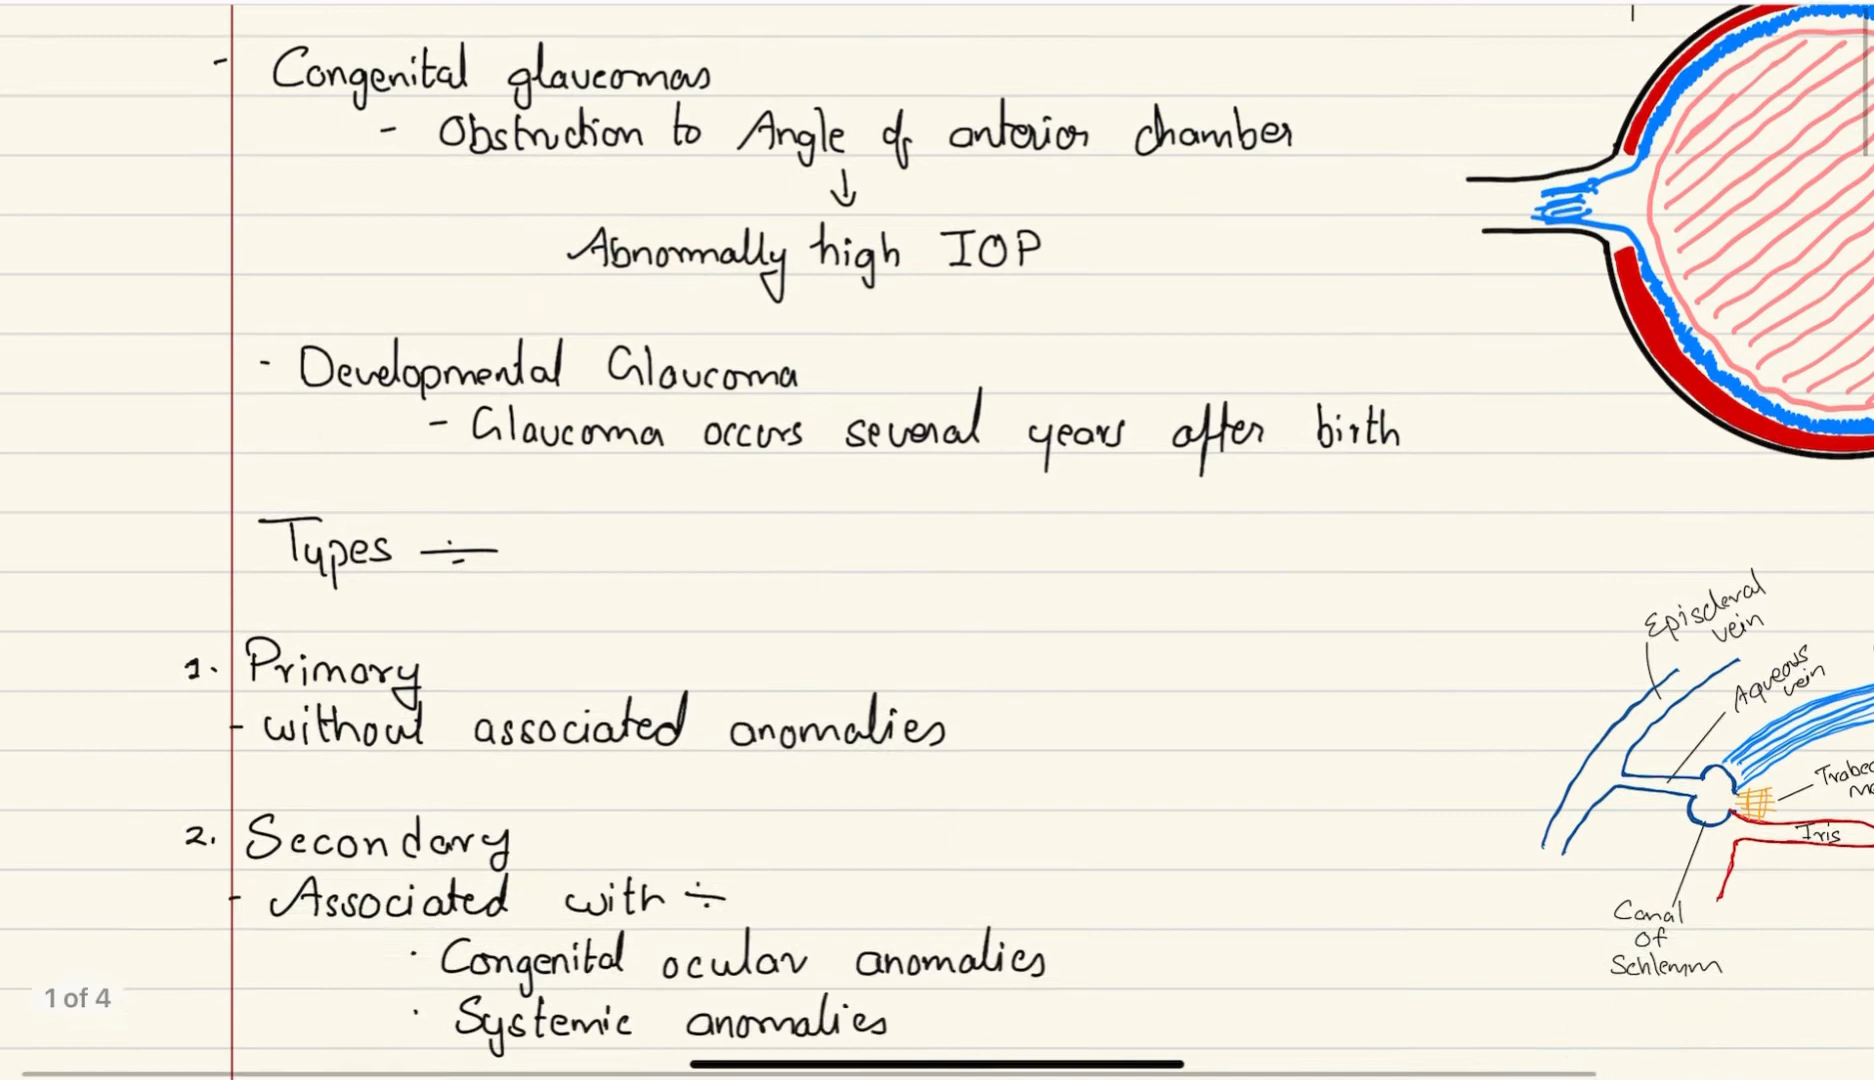 - Congenital glaucomas
- Obstruction to Angle of anterior chamber
↓
Abnormally high IOP
- Developmental Glaucoma
- Glaucoma occurs several years after birth
Types ÷
1. Primary
- without associated anomalies
2. Secondary
- Associated with ÷
· Congenital ocular anomalies
· Systemic anomalies
Episcleral
vein
Aqueous
vein
Trabec
Iris
Canal
of
Schlemm
1 of 4